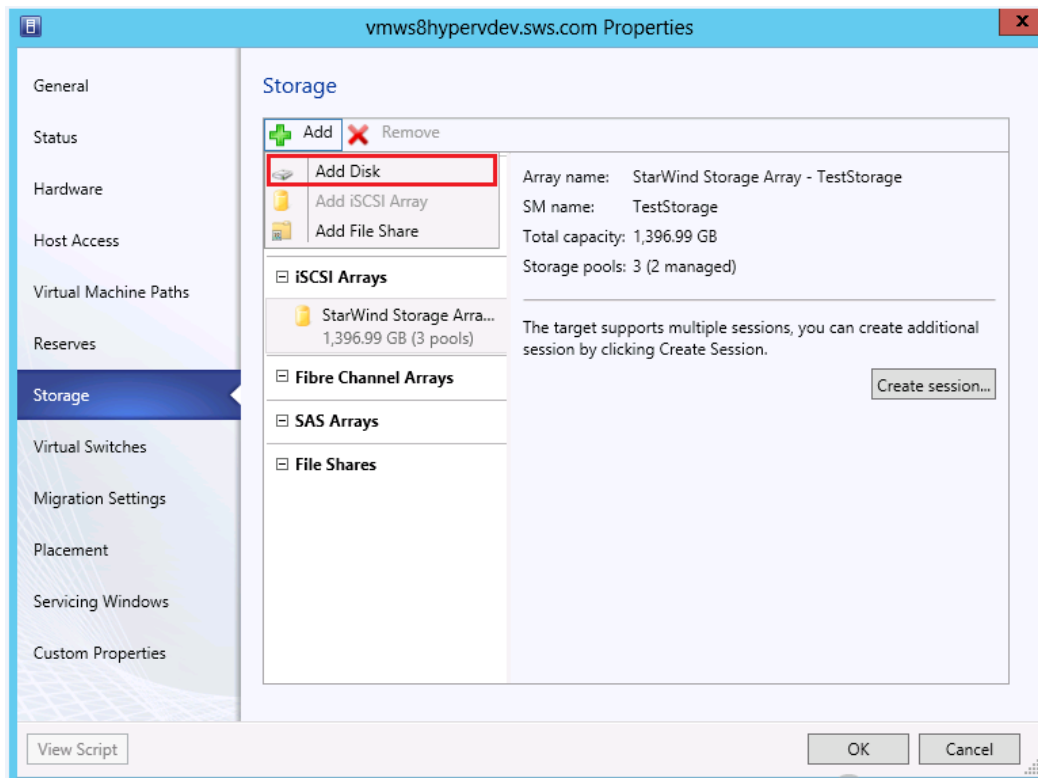 vmws8hypervdev.sws.com Properties
x
General
Status
Hardware
Host Access
Virtual Machine Paths
Reserves
Storage
Virtual Switches
Migration Settings
Placement
Servicing Windows
Custom Properties
Storage
Add Remove
Add Disk
Add iSCSI Array
Add File Share
iSCSI Arrays
StarWind Storage Arra...
1,396.99 GB (3 pools)
Fibre Channel Arrays
SAS Arrays
File Shares
Array name: StarWind Storage Array - TestStorage
SM name: TestStorage
Total capacity: 1,396.99 GB
Storage pools: 3 (2 managed)
The target supports multiple sessions, you can create additional
session by clicking Create Session.
Create session...
View Script
OK
Cancel